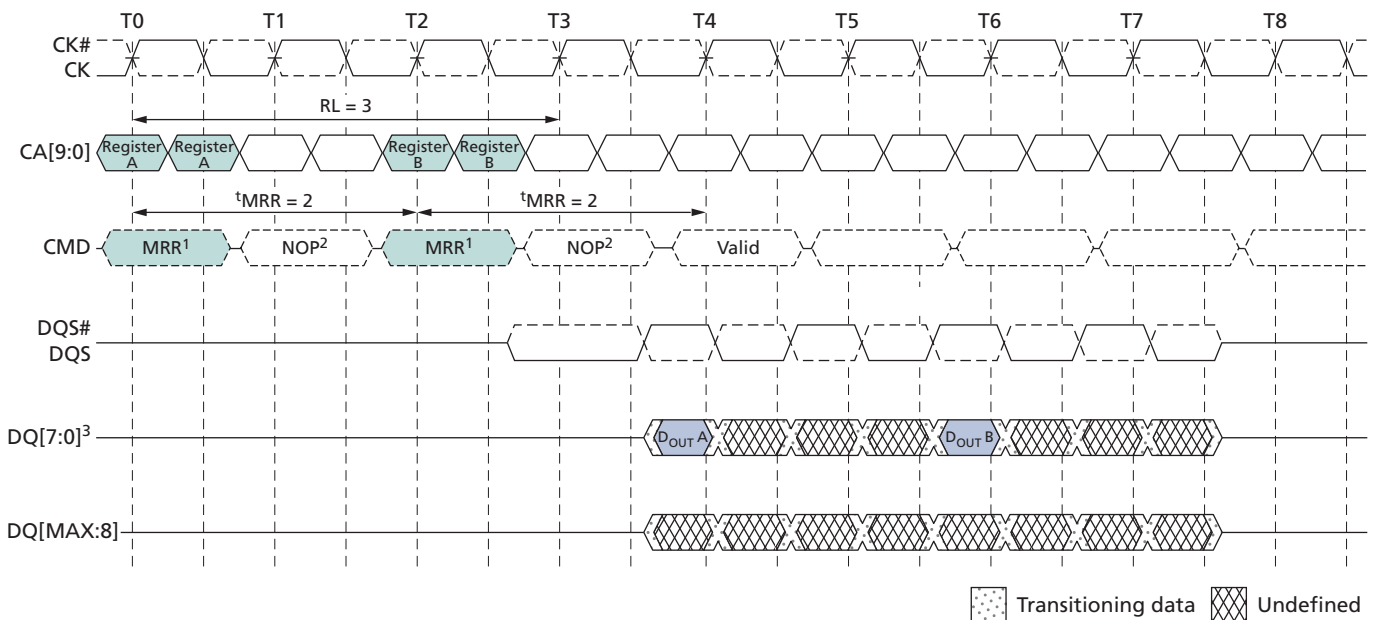 T0 T1 T2 T3 T4 T5 T6 T7 T8
CK#
CK
RL = 3
CA[9:0] Register A Register A Register B Register B
tMRR = 2 tMRR = 2
CMD MRR1 NOP2 MRR1 NOP2 Valid
DQS#
DQS
DQ[7:0]3 DOUT A DOUT B
DQ[MAX:8]
Transitioning data Undefined